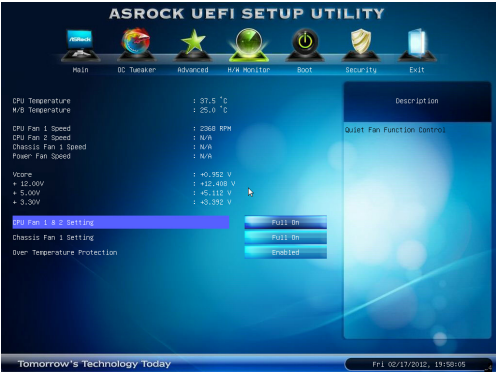 ASROCK UEFI SETUP UTILITY
ASRock
Main OC Tweaker Advanced H/W Monitor Boot Security Exit
CPU Temperature : 37.5 °C
M/B Temperature : 25.0 °C
CPU Fan 1 Speed : 2368 RPM
CPU Fan 2 Speed : N/A
Chassis Fan 1 Speed : N/A
Power Fan Speed : N/A
Vcore : +0.952 V
+ 12.00V : +12.408 V
+ 5.00V : +5.112 V
+ 3.30V : +3.392 V
CPU Fan 1 & 2 Setting Full On
Chassis Fan 1 Setting Full On
Over Temperature Protection Enabled
Description
Quiet Fan Function Control
Tomorrow's Technology Today
Fri 02/17/2012, 19:58:05